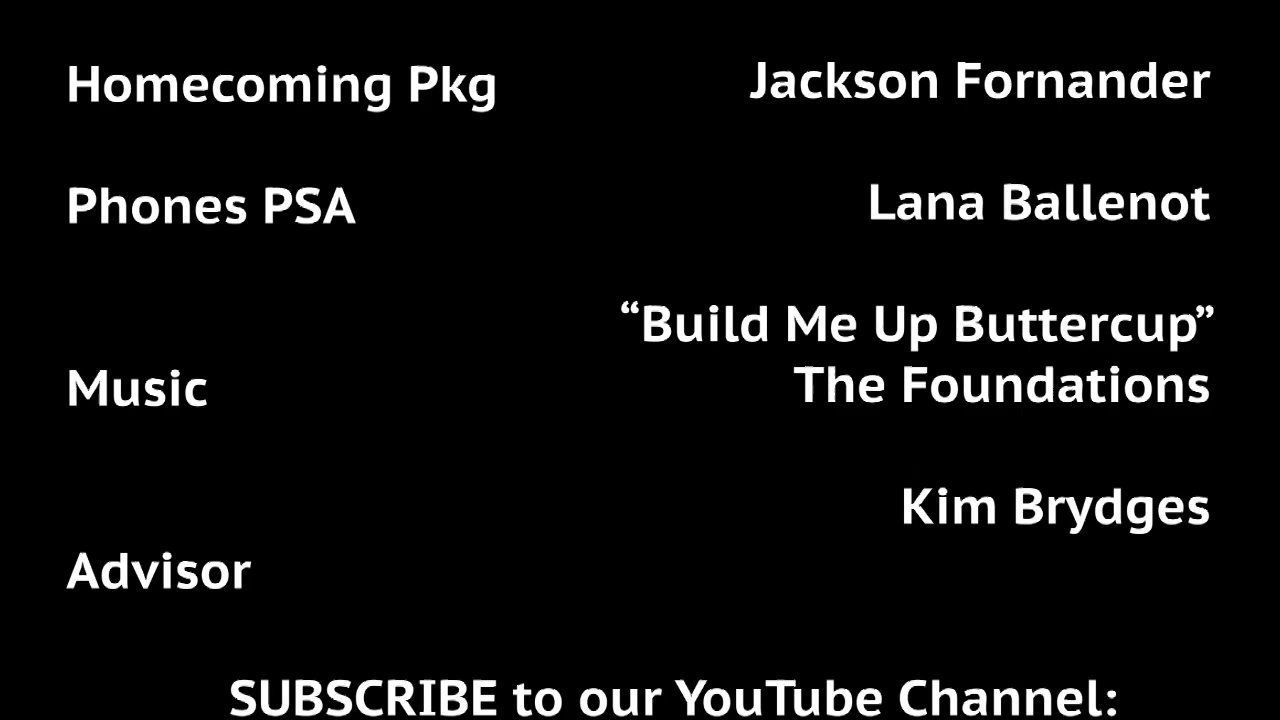 Homecoming Pkg Jackson Fornander
Phones PSA Lana Ballenot
“Build Me Up Buttercup”
Music The Foundations
Kim Brydges
Advisor
SUBSCRIBE to our YouTube Channel: